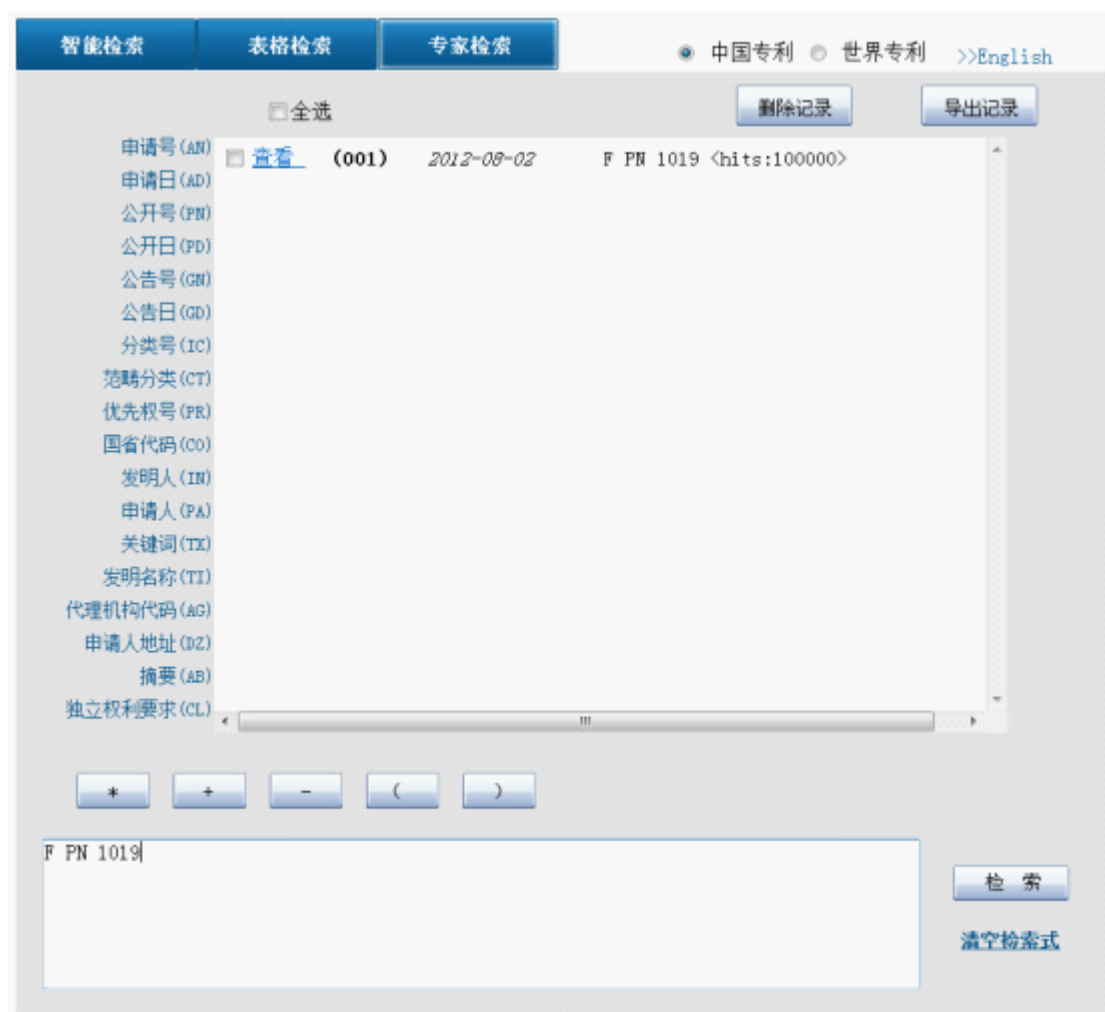 智能检索 表格检索 专家检索 中国专利 世界专利 >>English
全选 删除记录 导出记录
申请号(AN) 查看 (001) 2012-08-02 F PN 1019 <hits:100000>
申请日(AD)
公开号(PN)
公开日(PD)
公告号(GN)
公告日(GD)
分类号(IC)
范畴分类(CT)
优先权号(PR)
国省代码(CO)
发明人(IN)
申请人(PA)
关键词(TX)
发明名称(TI)
代理机构代码(AG)
申请人地址(DZ)
摘要(AB)
独立权利要求(CL)
* + - ( )
F PN 1019
检 索
清空检索式